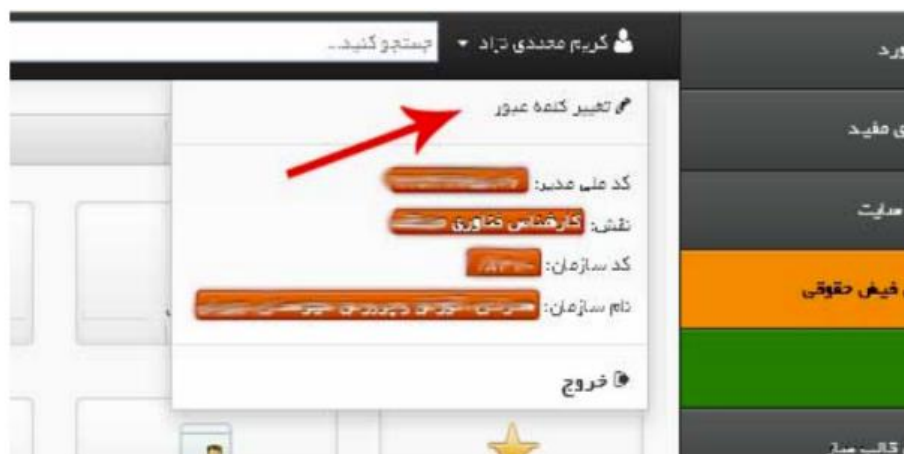 کریم محمدی نژاد
جستجو کنید...
تغییر کلمه عبور
کد ملی مدیر:
نقش: کارشناس فناوری
کد سازمان:
نام سازمان:
خروج
مفید
سایت
فیش حقوقی
قالب